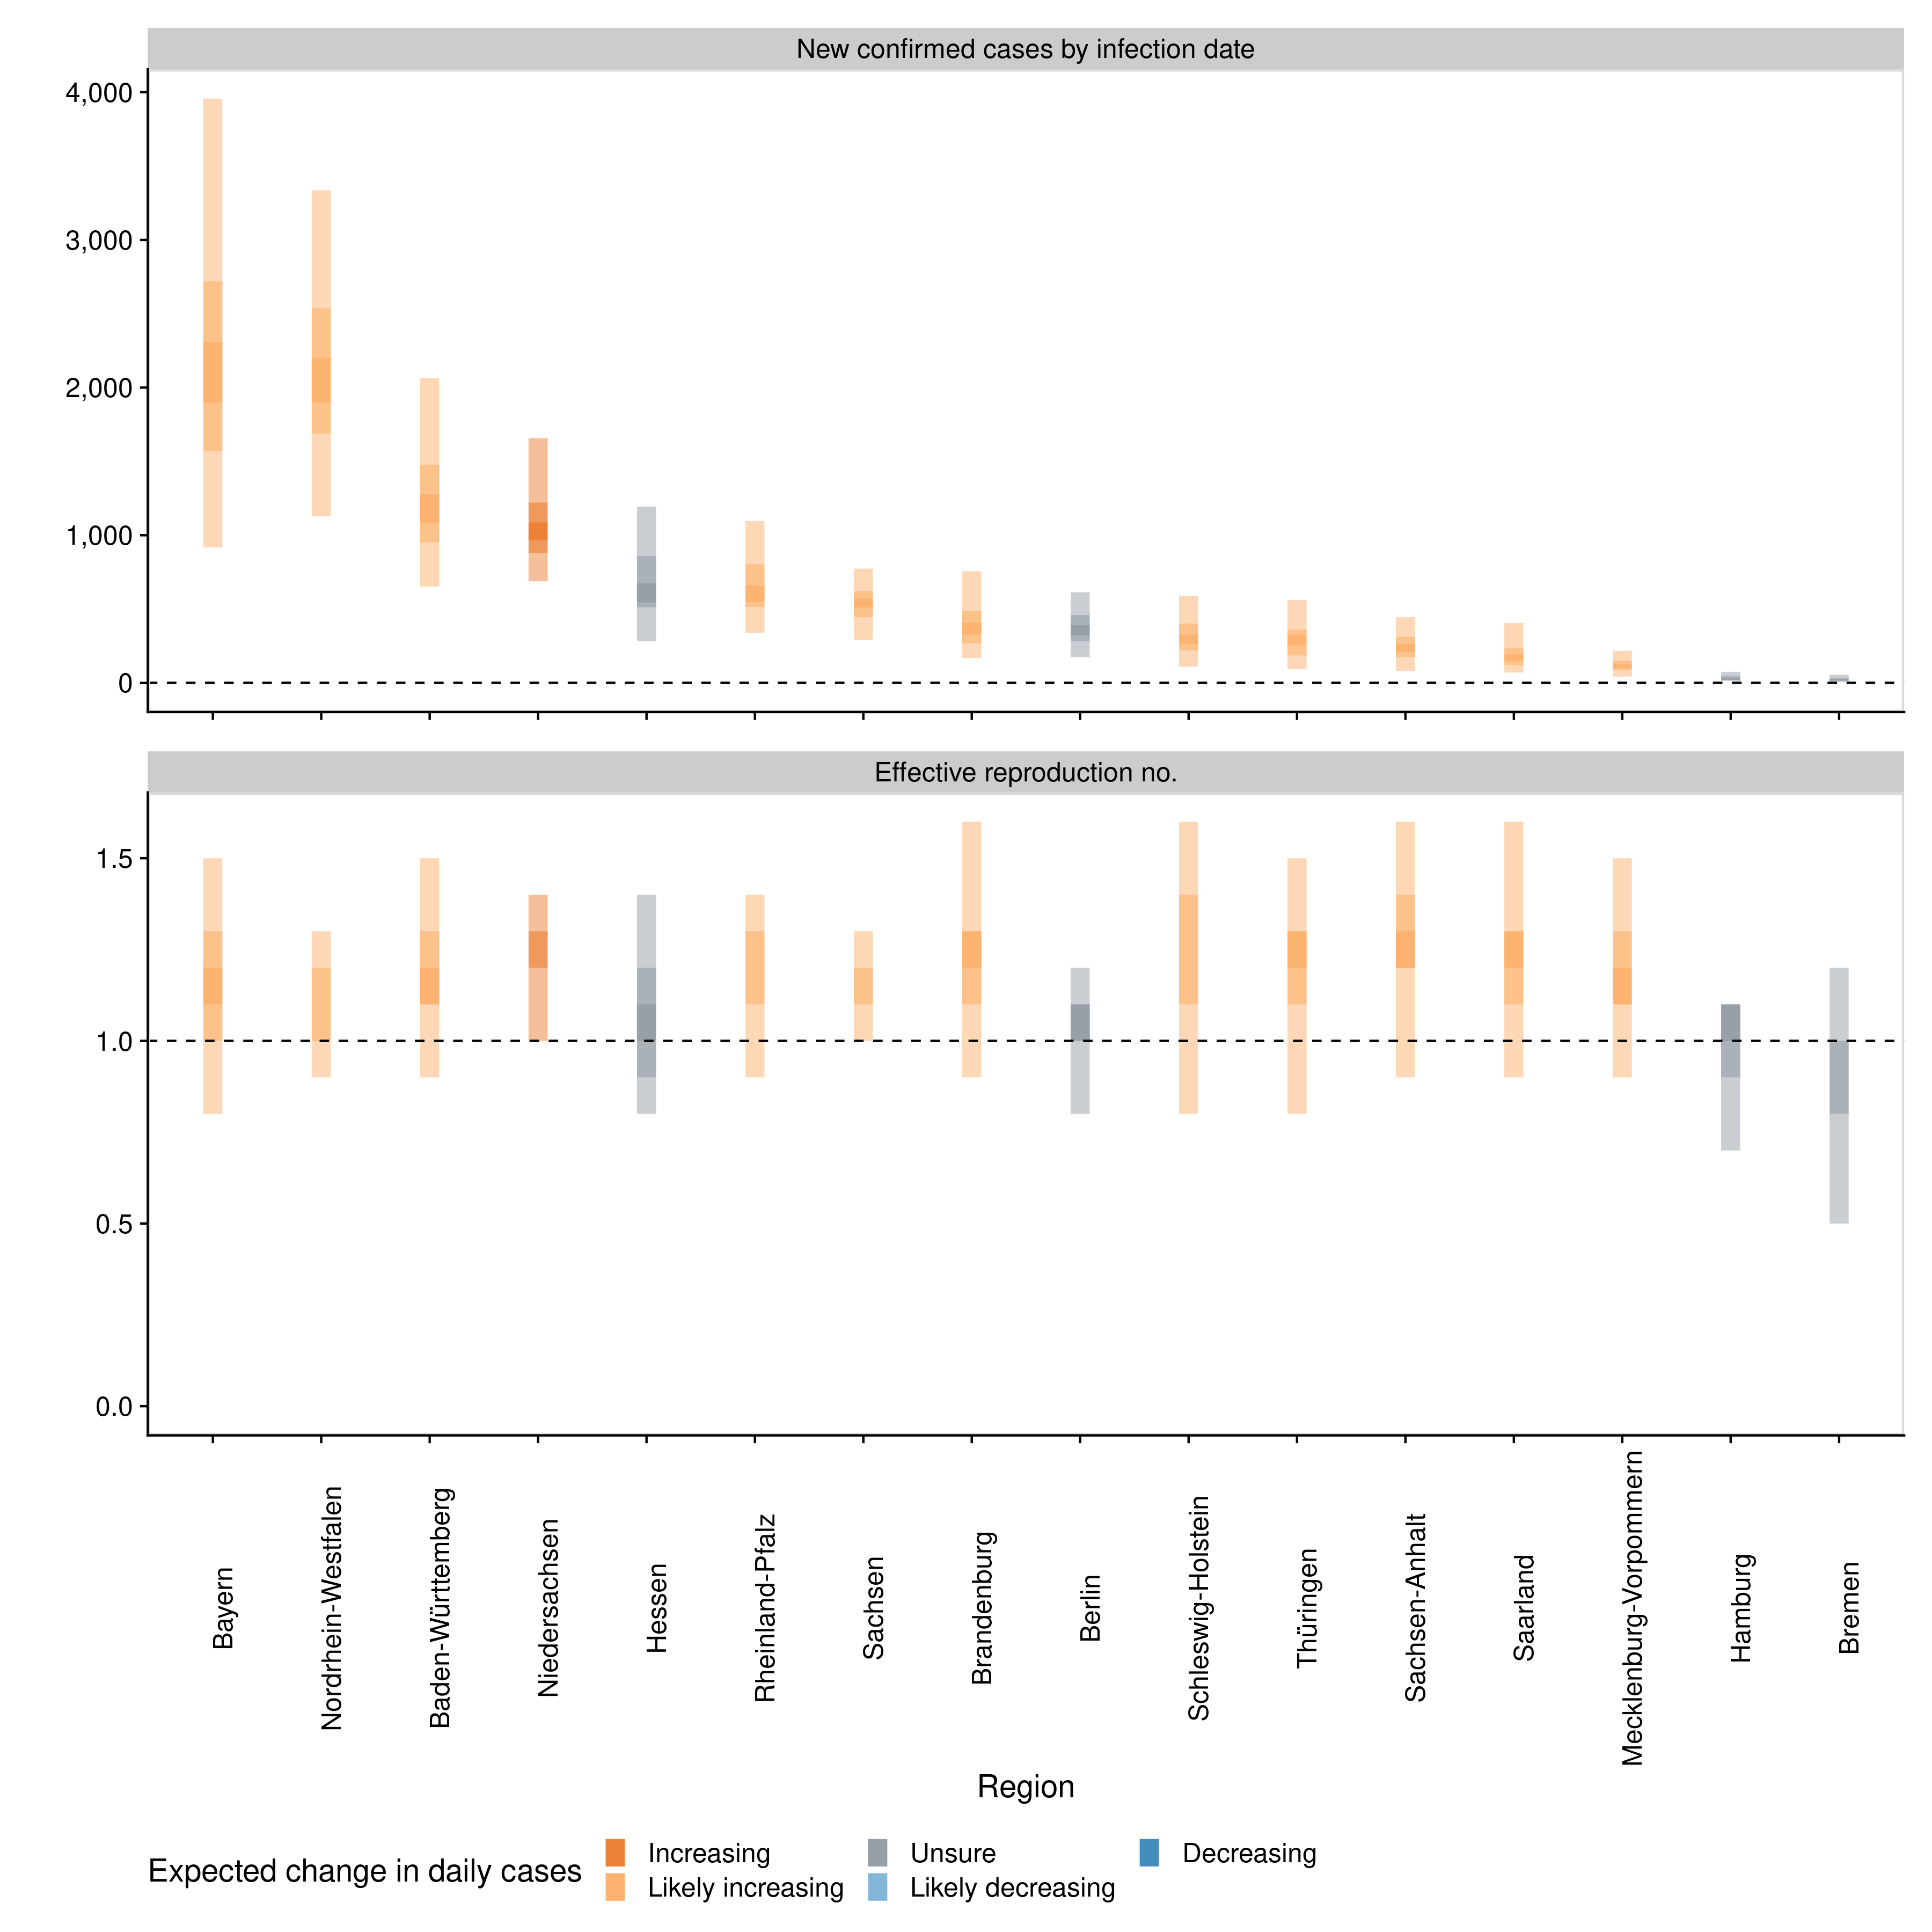 New confirmed cases by infection date
4,000
3,000
2,000
1,000
0
Effective reproduction no.
1.5
1.0
0.5
0.0
Bayern
Nordrhein-Westfalen
Baden-Württemberg
Niedersachsen
Hessen
Rheinland-Pfalz
Sachsen
Brandenburg
Berlin
Schleswig-Holstein
Thüringen
Sachsen-Anhalt
Saarland
Mecklenburg-Vorpommern
Hamburg
Bremen
Region
Expected change in daily cases
Increasing
Likely increasing
Unsure
Likely decreasing
Decreasing